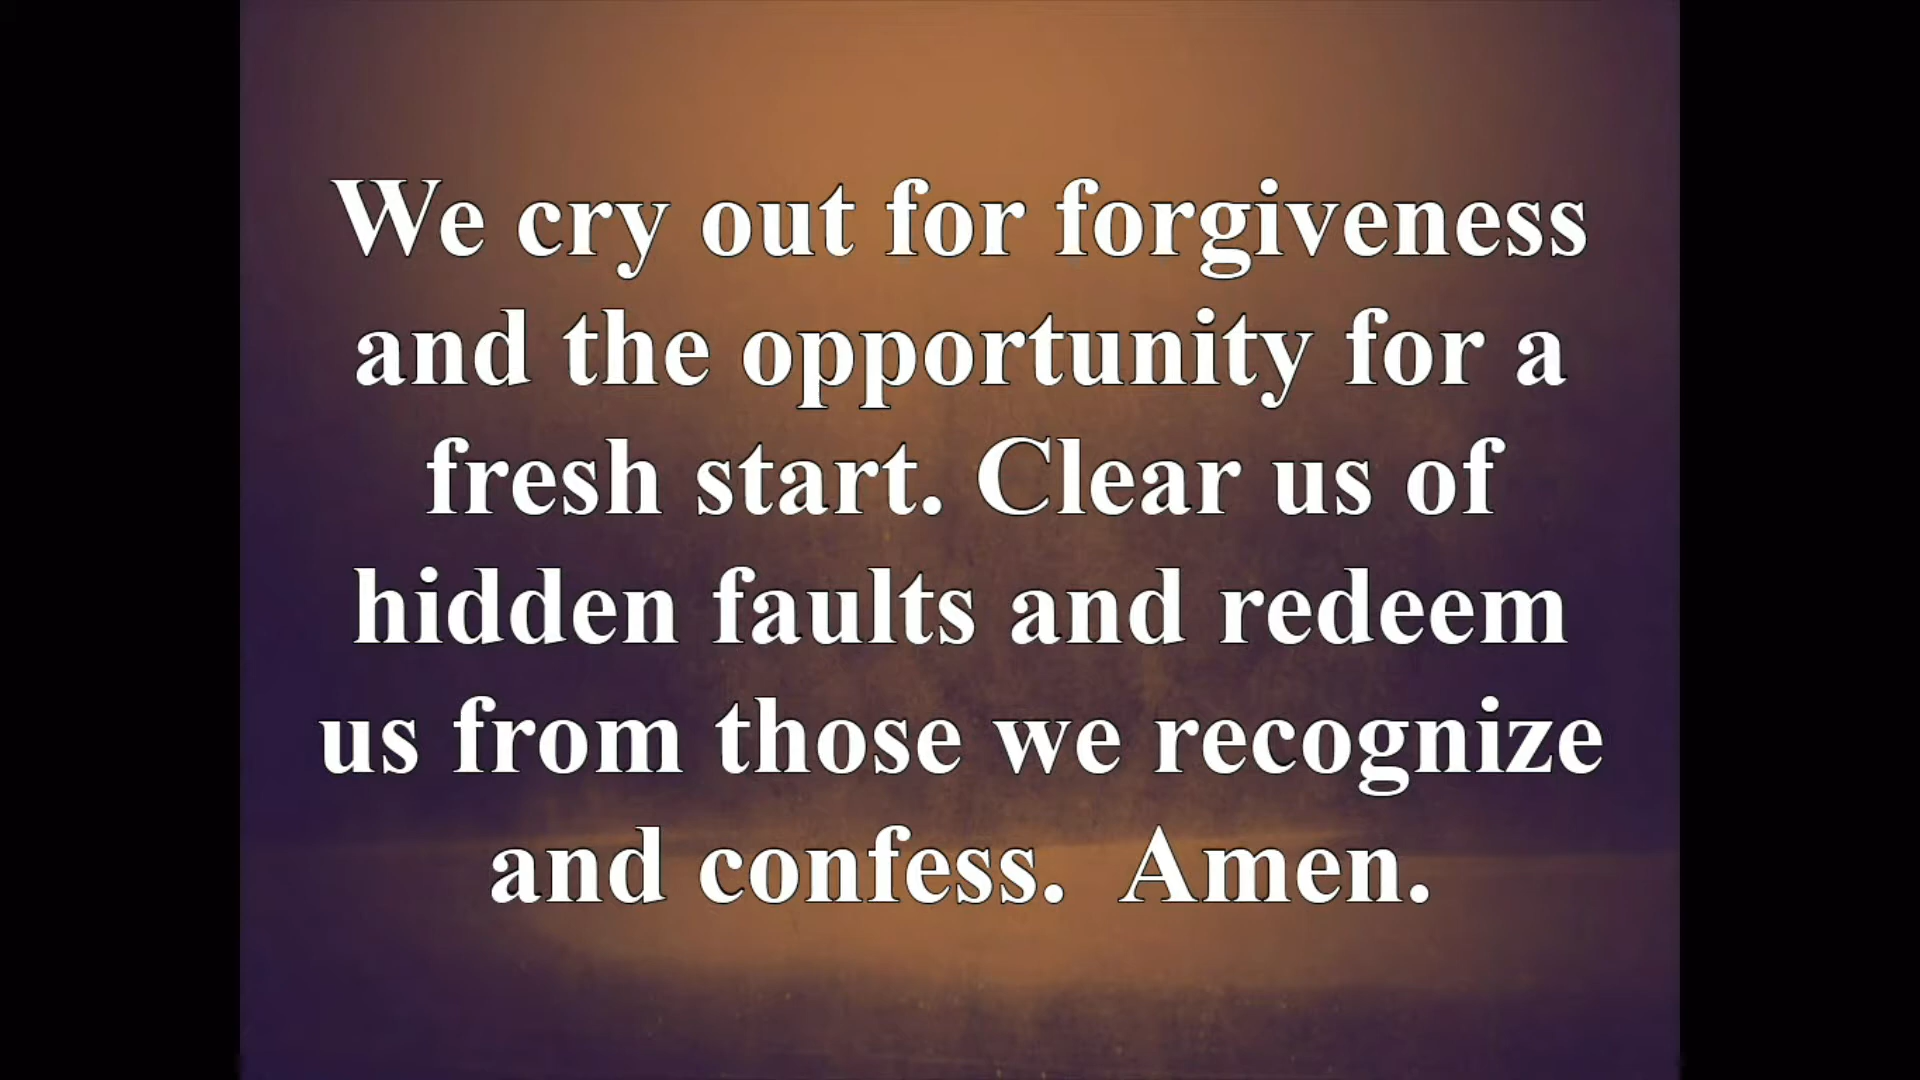 We cry out for forgiveness
and the opportunity for a
fresh start. Clear us of
hidden faults and redeem
us from those we recognize
and confess.  Amen.